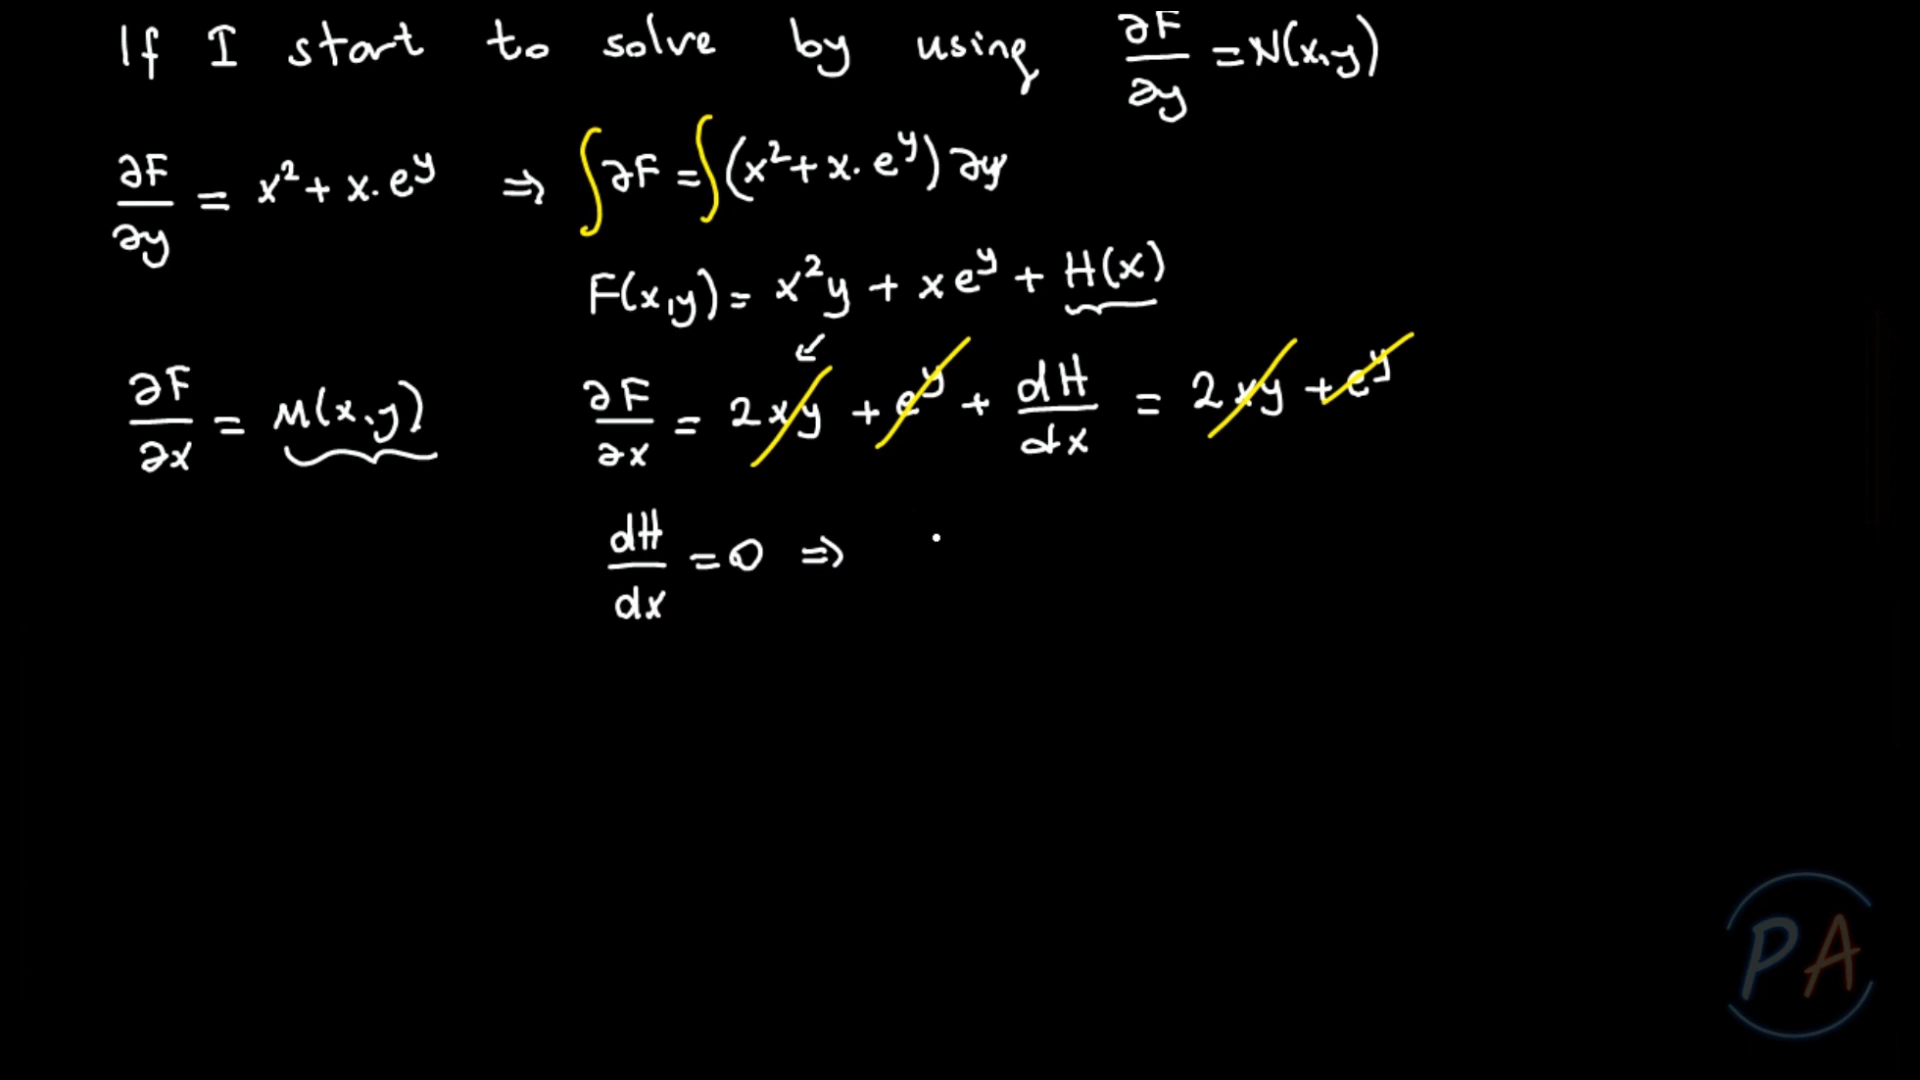 If I start to solve by using ∂F/∂y = N(x,y)
∂F/∂y = x² + x · e^y ⇒ ∫∂F = ∫(x² + x · e^y) ∂y
F(x,y) = x²y + xe^y + H(x)
∂F/∂x = M(x,y) ∂F/∂x = 2xy + e^y + dH/dx = 2xy + e^y
dH/dx = 0 ⇒
PA